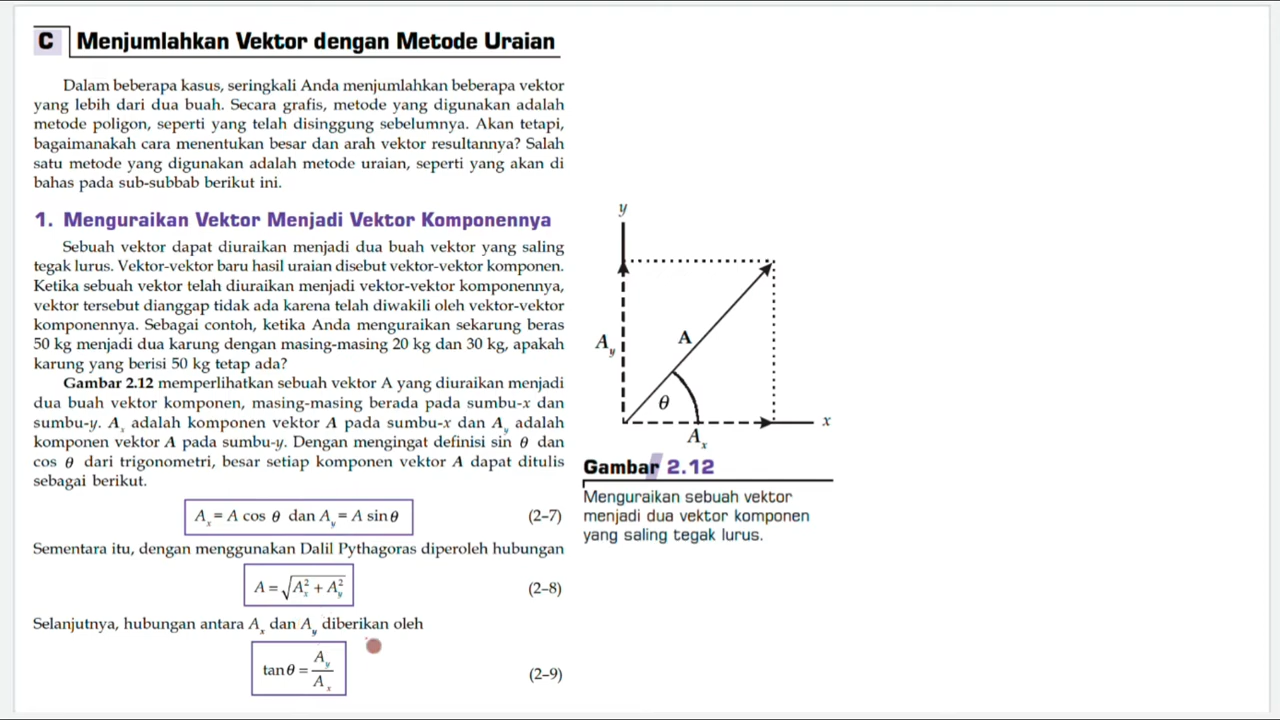 C Menjumlahkan Vektor dengan Metode Uraian
Dalam beberapa kasus, seringkali Anda menjumlahkan beberapa vektor
yang lebih dari dua buah. Secara grafis, metode yang digunakan adalah
metode poligon, seperti yang telah disinggung sebelumnya. Akan tetapi,
bagaimanakah cara menentukan besar dan arah vektor resultannya? Salah
satu metode yang digunakan adalah metode uraian, seperti yang akan di
bahas pada sub-subbab berikut ini.
1. Menguraikan Vektor Menjadi Vektor Komponennya
Sebuah vektor dapat diuraikan menjadi dua buah vektor yang saling
tegak lurus. Vektor-vektor baru hasil uraian disebut vektor-vektor komponen.
Ketika sebuah vektor telah diuraikan menjadi vektor-vektor komponennya,
vektor tersebut dianggap tidak ada karena telah diwakili oleh vektor-vektor
komponennya. Sebagai contoh, ketika Anda menguraikan sekarung beras
50 kg menjadi dua karung dengan masing-masing 20 kg dan 30 kg, apakah
karung yang berisi 50 kg tetap ada?
Gambar 2.12 memperlihatkan sebuah vektor A yang diuraikan menjadi
dua buah vektor komponen, masing-masing berada pada sumbu-x dan
sumbu-y. Aₓ adalah komponen vektor A pada sumbu-x dan A_y adalah
komponen vektor A pada sumbu-y. Dengan mengingat definisi sin θ dan
cos θ dari trigonometri, besar setiap komponen vektor A dapat ditulis
sebagai berikut.
Aₓ = A cos θ dan A_y = A sin θ (2–7)
Sementara itu, dengan menggunakan Dalil Pythagoras diperoleh hubungan
A = √(Aₓ² + A_y²) (2–8)
Selanjutnya, hubungan antara Aₓ dan A_y diberikan oleh
tan θ = A_y / Aₓ (2–9)
y
A
A_y
θ
x
Aₓ
Gambar 2.12
Menguraikan sebuah vektor
menjadi dua vektor komponen
yang saling tegak lurus.